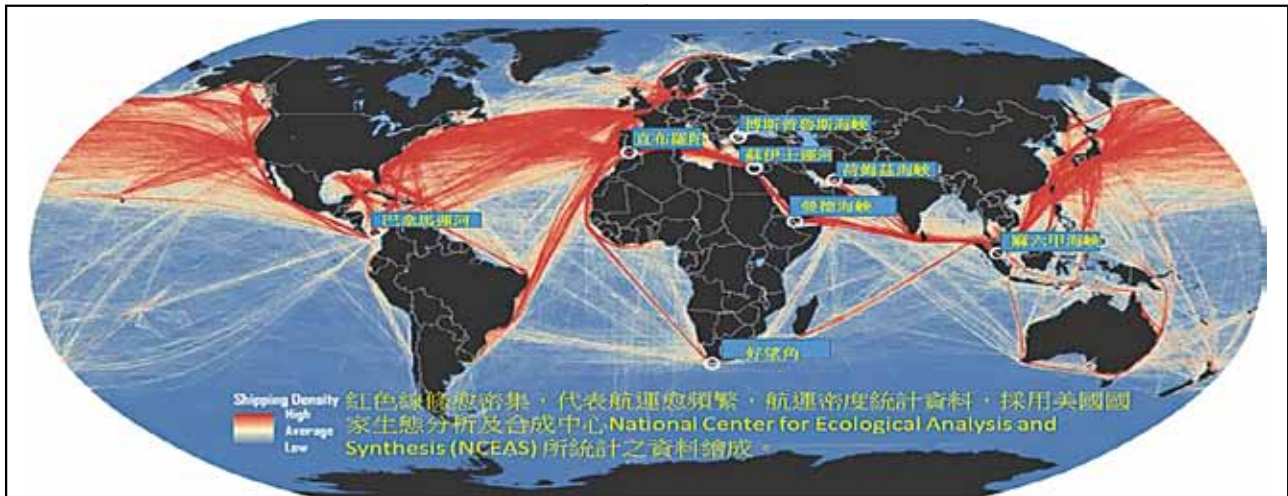 博斯普魯斯海峽
直布羅陀
蘇伊士運河
荷姆茲海峽
曼德海峽
巴拿馬運河
麻六甲海峽
好望角
Shipping Density
High
Average
Low
紅色線條愈密集，代表航運愈頻繁，航運密度統計資料，採用美國國
家生態分析及合成中心National Center for Ecological Analysis and
Synthesis (NCEAS) 所統計之資料繪成。